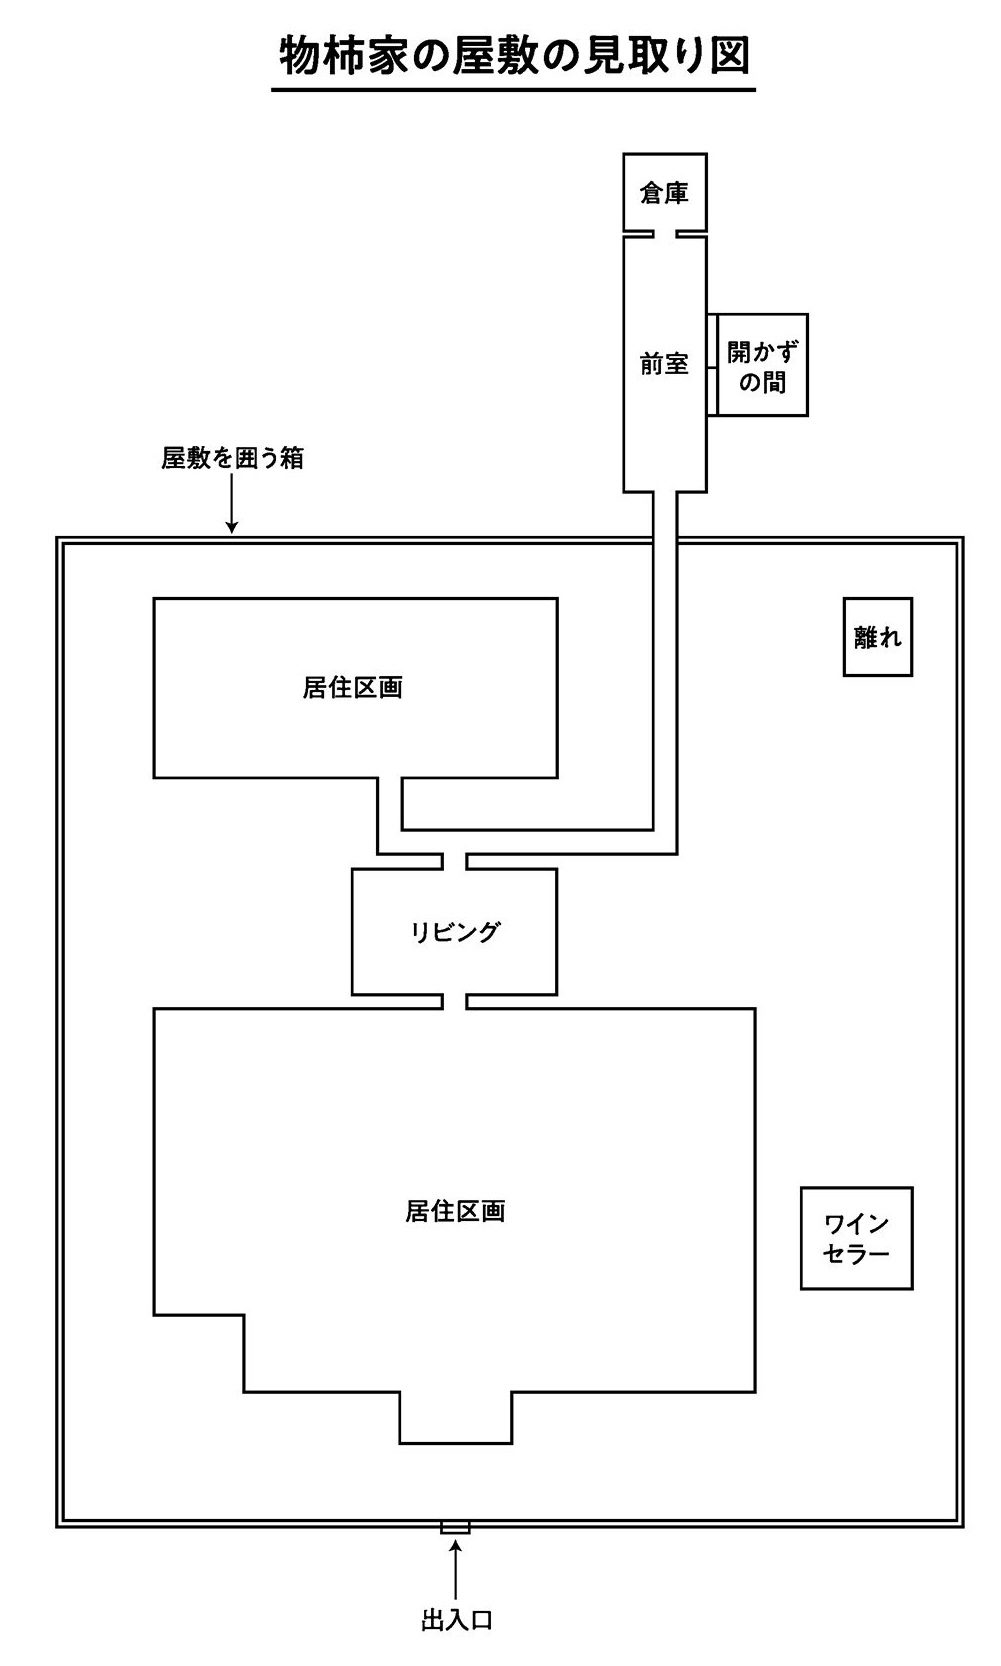 物柿家の屋敷の見取り図
倉庫
前室
開かず
の間
屋敷を囲う箱
離れ
居住区画
リビング
居住区画
ワイン
セラー
出入口